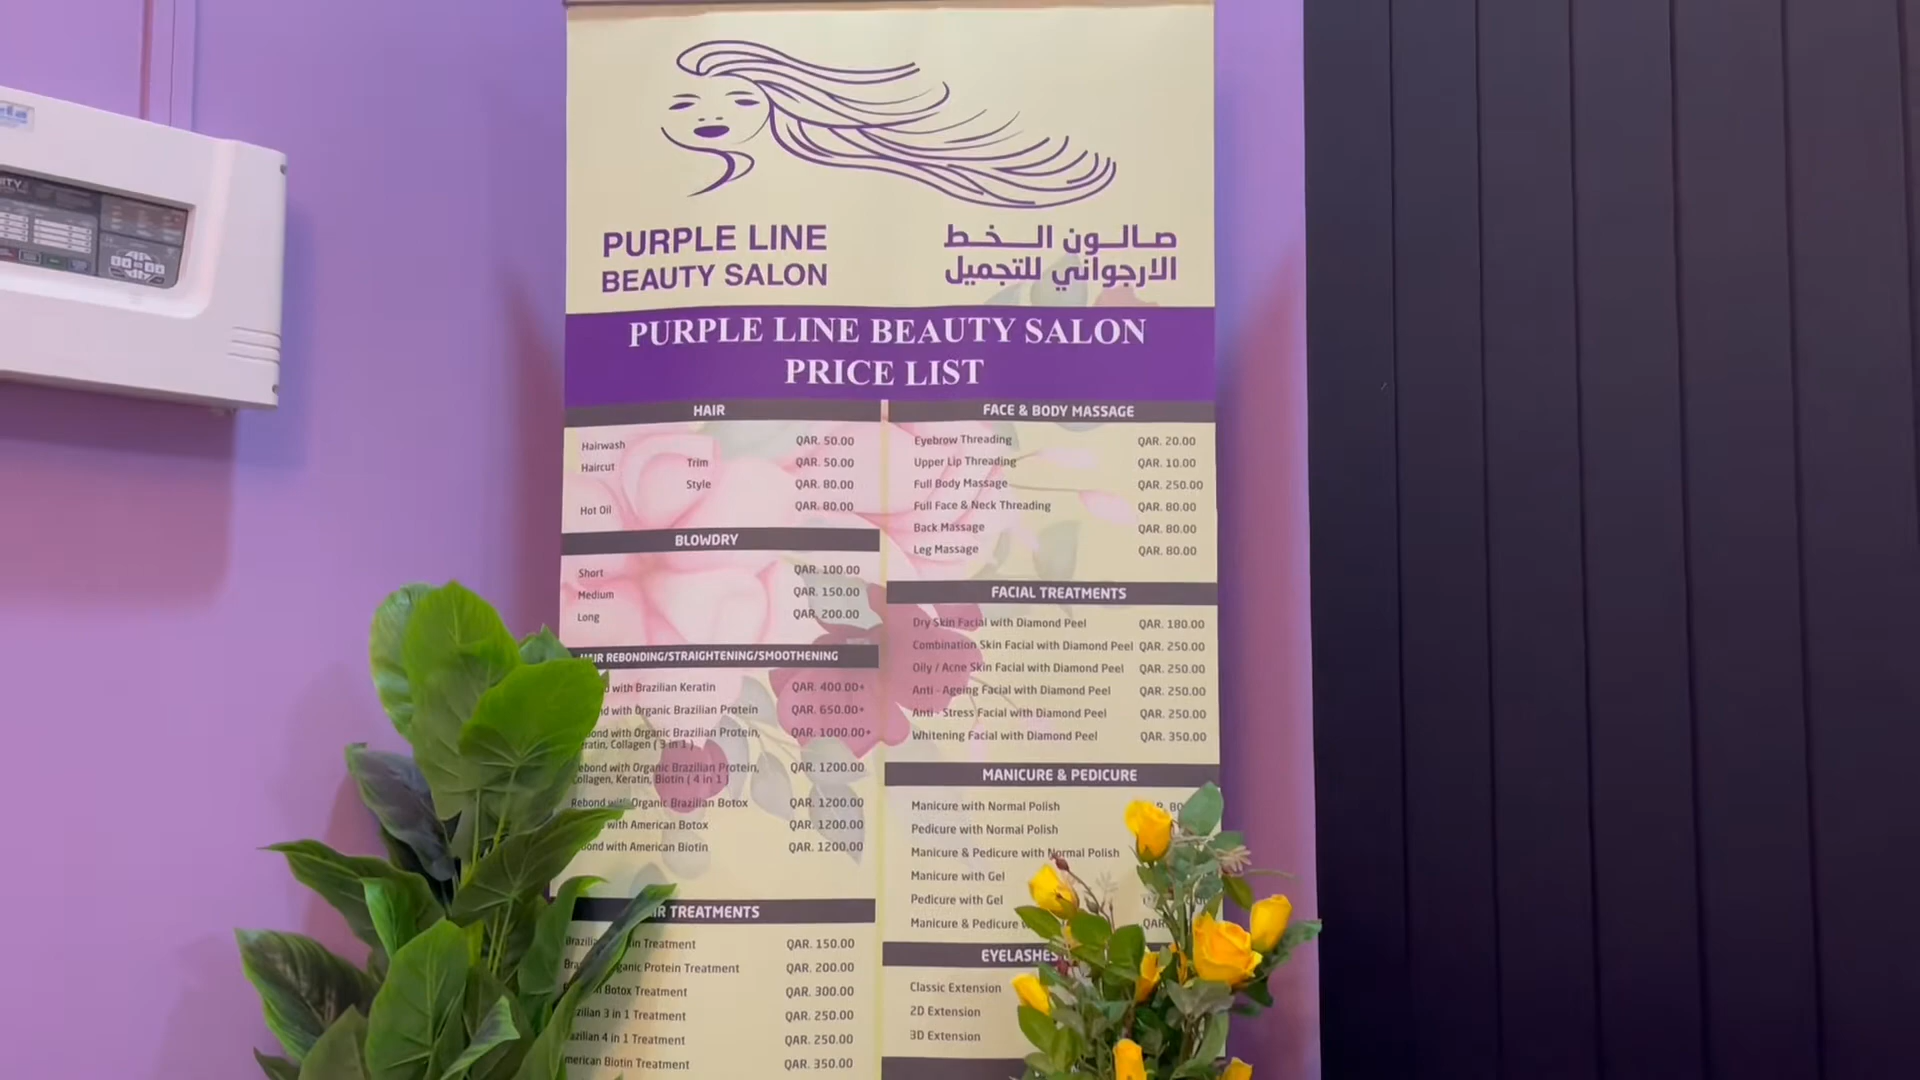 PURPLE LINE
BEAUTY SALON
صالون الخط
الارجواني للتجميل
PURPLE LINE BEAUTY SALON
PRICE LIST
HAIR
Hairwash QAR. 50.00
Haircut Trim QAR. 50.00
Style QAR. 80.00
Hot Oil QAR. 80.00
BLOWDRY
Short QAR. 100.00
Medium QAR. 150.00
Long QAR. 200.00
HAIR REBONDING/STRAIGHTENING/SMOOTHENING
with Brazilian Keratin QAR. 400.00+
with Organic Brazilian Protein QAR. 650.00+
with Organic Brazilian Protein, QAR. 1000.00+
Collagen ( 3 in 1 )
with Organic Brazilian Protein, QAR. 1200.00
Collagen, Keratin, Biotin ( 4 in 1 )
Rebond with Organic Brazilian Botox QAR. 1200.00
with American Botox QAR. 1200.00
with American Biotin QAR. 1200.00
TREATMENTS
Treatment QAR. 150.00
Protein Treatment QAR. 200.00
Botox Treatment QAR. 300.00
3 in 1 Treatment QAR. 250.00
4 in 1 Treatment QAR. 250.00
Biotin Treatment QAR. 350.00
FACE & BODY MASSAGE
Eyebrow Threading QAR. 20.00
Upper Lip Threading QAR. 10.00
Full Body Massage QAR. 250.00
Full Face & Neck Threading QAR. 80.00
Back Massage QAR. 80.00
Leg Massage QAR. 80.00
FACIAL TREATMENTS
Dry Skin Facial with Diamond Peel QAR. 180.00
Combination Skin Facial with Diamond Peel QAR. 250.00
Oily / Acne Skin Facial with Diamond Peel QAR. 250.00
Anti - Ageing Facial with Diamond Peel QAR. 250.00
Anti - Stress Facial with Diamond Peel QAR. 250.00
Whitening Facial with Diamond Peel QAR. 350.00
MANICURE & PEDICURE
Manicure with Normal Polish
Pedicure with Normal Polish
Manicure & Pedicure with Normal Polish
Manicure with Gel
Pedicure with Gel
Manicure & Pedicure
EYELASHES
Classic Extension
2D Extension
3D Extension